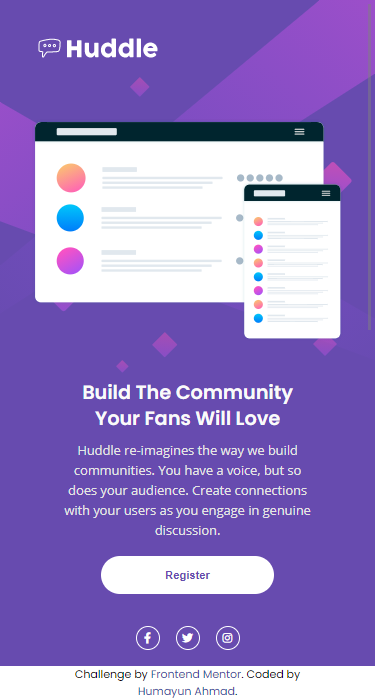 Huddle
Build The Community
Your Fans Will Love
Huddle re-imagines the way we build
communities. You have a voice, but so
does your audience. Create connections
with your users as you engage in genuine
discussion.
Register
Challenge by Frontend Mentor. Coded by
Humayun Ahmad.